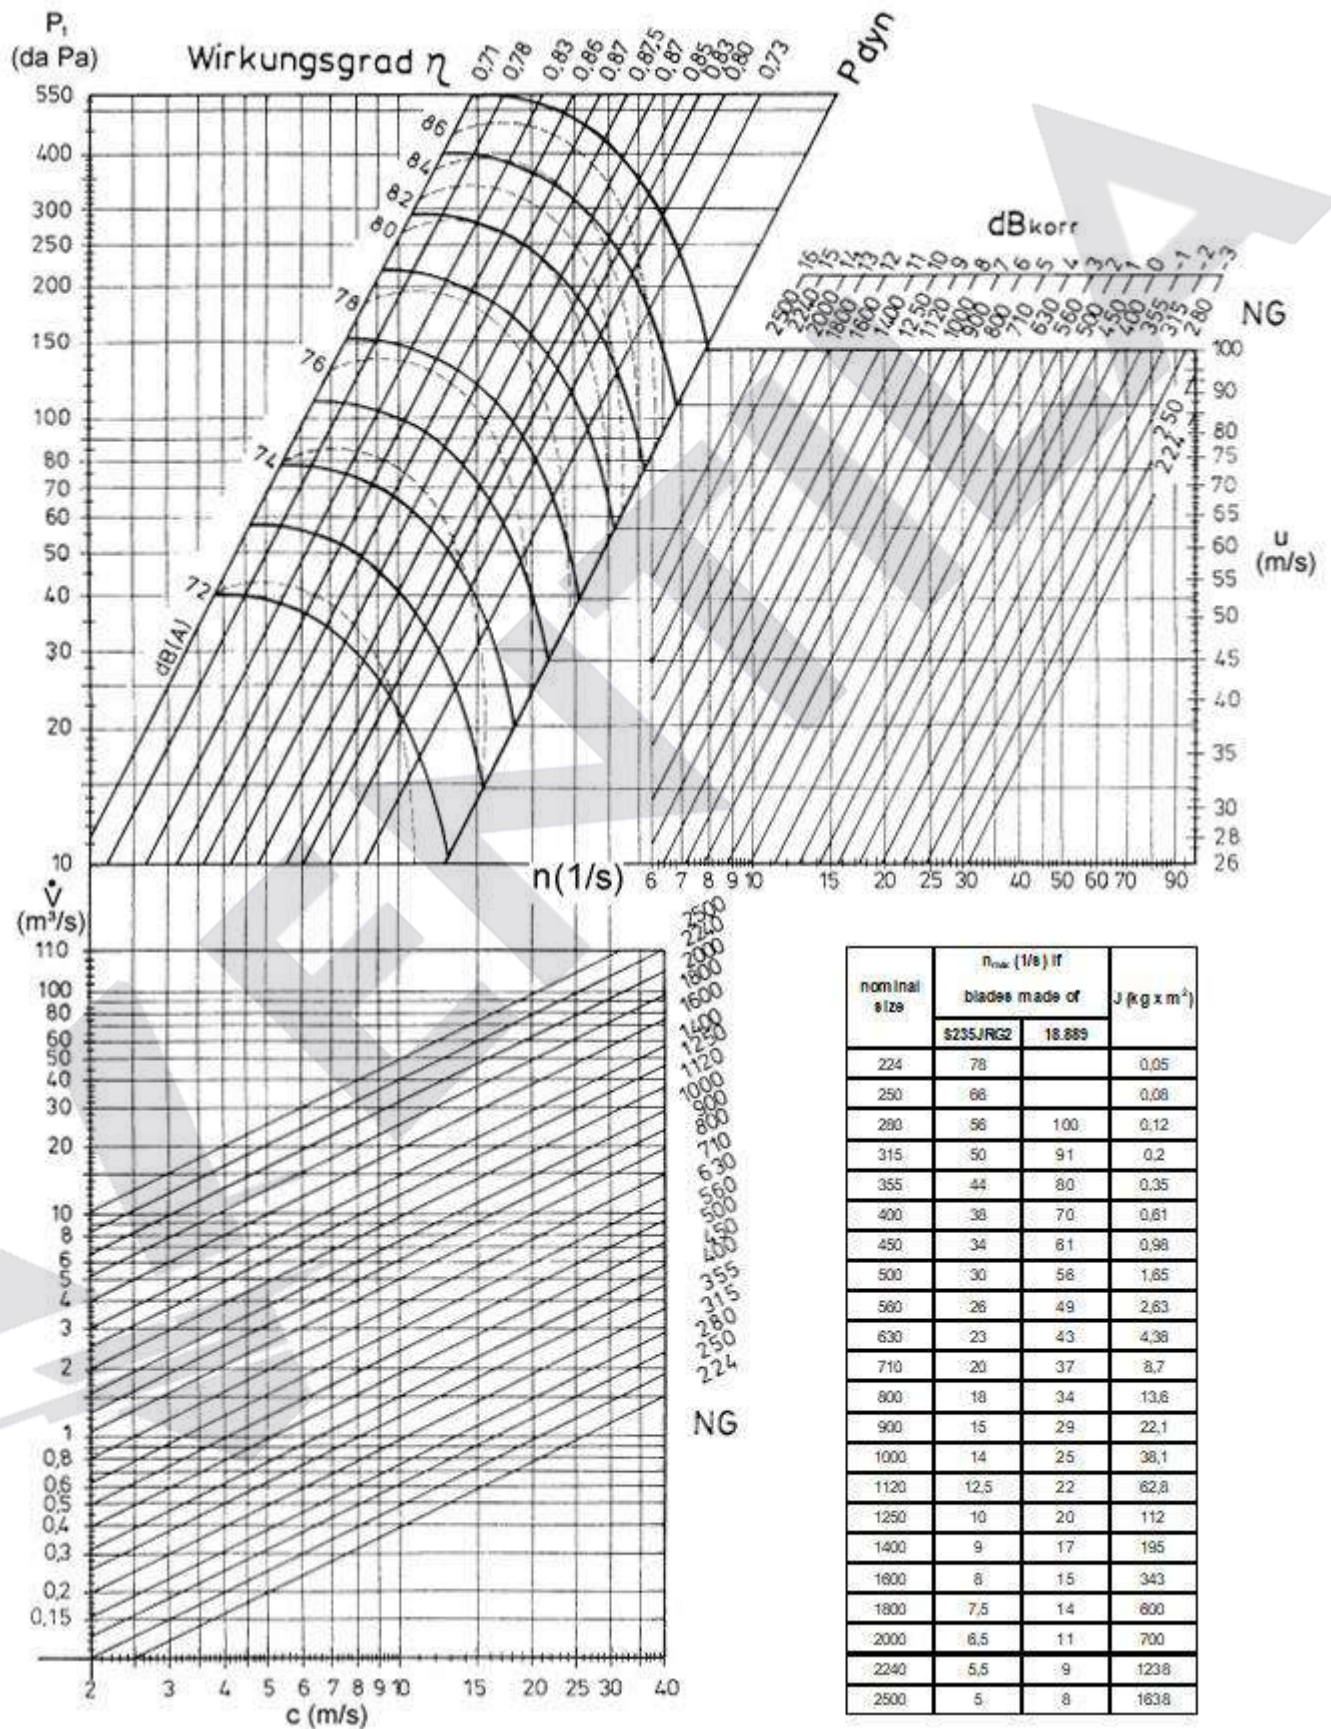 Pt
(da Pa)
Wirkungsgrad η
0,71 0,78 0,83 0,86 0,87 0,87,5 0,87 0,85 0,83 0,80 0,73
Pdyn
550
400
300
250
200
150
100
80
70
60
50
40
30
20
10
86
84
82
80
78
76
74
72
dB(A)
dBkorr
16 15 14 13 12 11 10 9 8 7 6 5 4 3 2 1 0 -1 -2 -3
2500 2240 2000 1800 1600 1400 1250 1120 1000 900 800 710 630 560 500 450 400 355 315 280
NG
250
224
100
90
80
75
70
65
60
55
50
45
40
35
30
28
26
u
(m/s)
n(1/s)
6 7 8 9 10 15 20 25 30 40 50 60 70 90
V̇
(m³/s)
110
100
80
60
50
40
30
20
10
8
6
5
4
3
2
1
0,8
0,6
0,5
0,4
0,3
0,2
0,15
2500
2240
2000
1800
1600
1400
1250
1120
1000
900
800
710
630
560
500
450
400
355
315
280
250
224
NG
2 3 4 5 6 7 8 9 10 15 20 25 30 40
c (m/s)
nominal size nmax (1/s) if blades made of J (kg x m²)
S235JRG2 18.889
224 78 0,05
250 66 0,08
280 56 100 0,12
315 50 91 0,2
355 44 80 0,35
400 38 70 0,61
450 34 61 0,98
500 30 56 1,65
560 26 49 2,63
630 23 43 4,38
710 20 37 8,7
800 18 34 13,6
900 15 29 22,1
1000 14 25 38,1
1120 12,5 22 62,8
1250 10 20 112
1400 9 17 195
1600 8 15 343
1800 7,5 14 600
2000 6,5 11 700
2240 5,5 9 1238
2500 5 8 1638